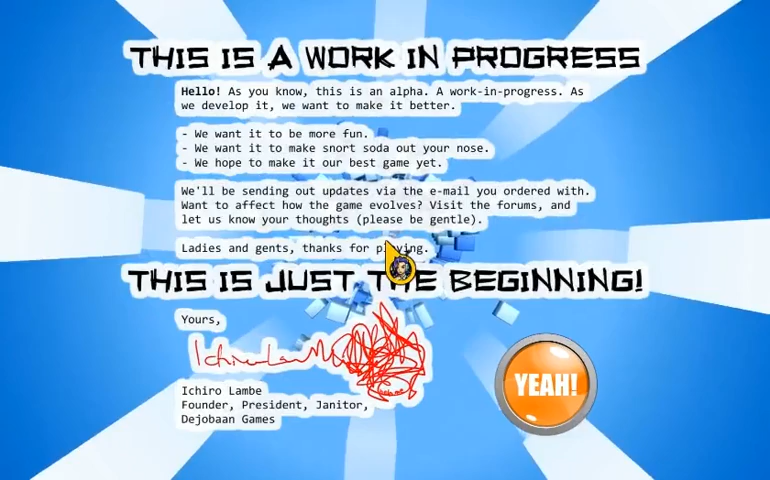 THIS IS A WORK IN PROGRESS
Hello! As you know, this is an alpha. A work-in-progress. As
we develop it, we want to make it better.
- We want it to be more fun.
- We want it to make snort soda out your nose.
- We hope to make it our best game yet.
We'll be sending out updates via the e-mail you ordered with.
Want to affect how the game evolves? Visit the forums, and
let us know your thoughts (please be gentle).
Ladies and gents, thanks for playing.
THIS IS JUST THE BEGINNING!
Yours,
Ichiro Lam
Ichiro Lambe
Founder, President, Janitor,
Dejobaan Games
YEAH!